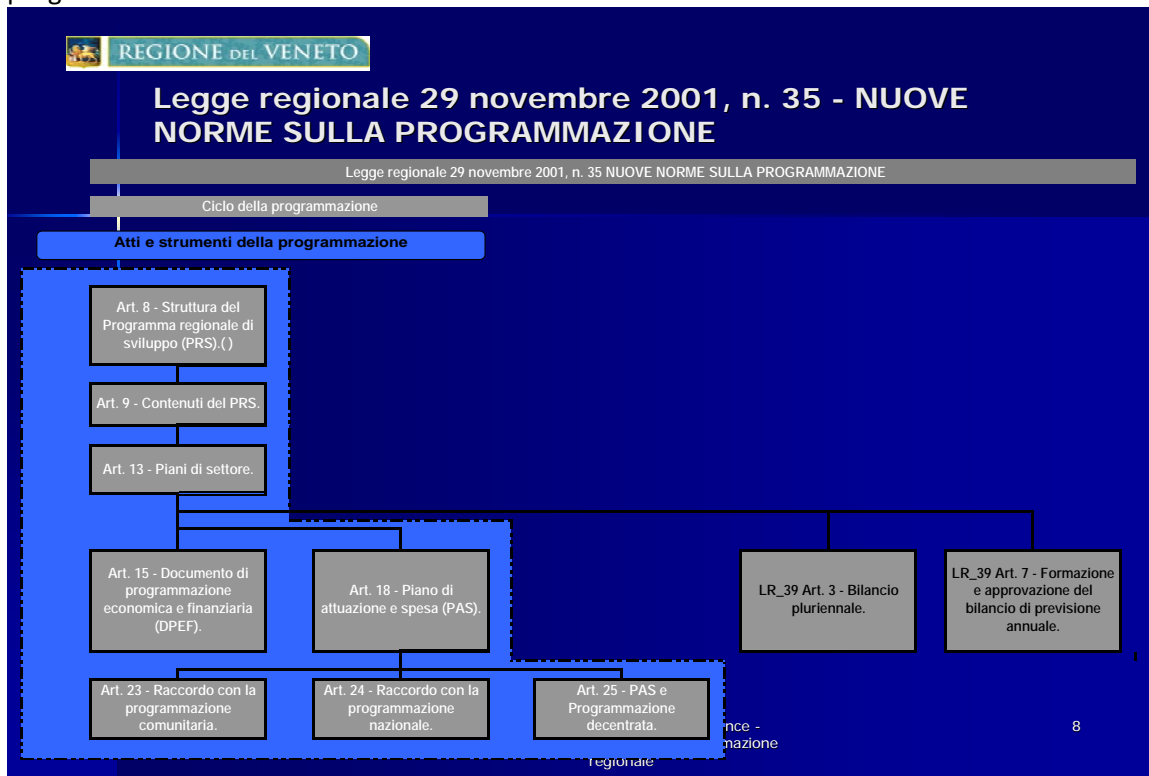 REGIONE DEL VENETO
Legge regionale 29 novembre 2001, n. 35 - NUOVE
NORME SULLA PROGRAMMAZIONE
Legge regionale 29 novembre 2001, n. 35 NUOVE NORME SULLA PROGRAMMAZIONE
Ciclo della programmazione
Atti e strumenti della programmazione
Art. 8 - Struttura del
Programma regionale di
sviluppo (PRS).( )
Art. 9 - Contenuti del PRS.
Art. 13 - Piani di settore.
Art. 15 - Documento di
programmazione
economica e finanziaria
(DPEF).
Art. 18 - Piano di
attuazione e spesa (PAS).
LR_39 Art. 3 - Bilancio
pluriennale.
LR_39 Art. 7 - Formazione
e approvazione del
bilancio di previsione
annuale.
Art. 23 - Raccordo con la
programmazione
comunitaria.
Art. 24 - Raccordo con la
programmazione
nazionale.
Art. 25 - PAS e
Programmazione
decentrata.
nce -
mazione
regionale
8